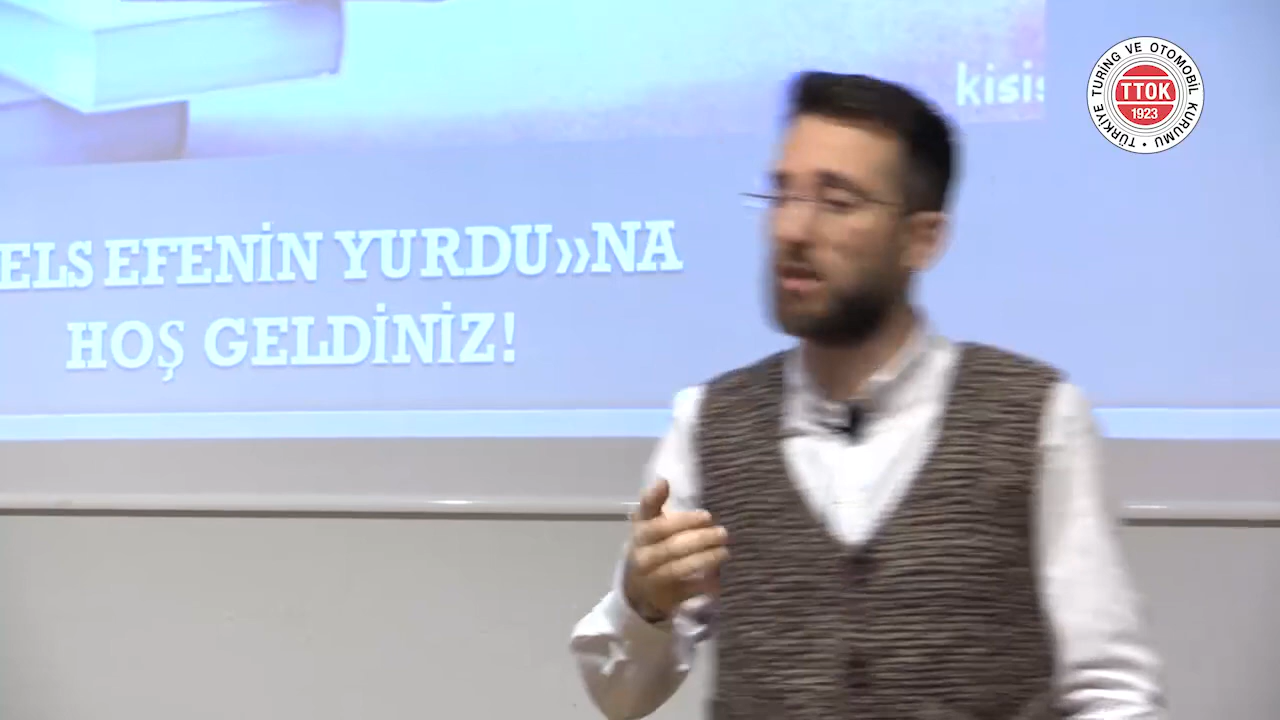 kisis
ELS EFENİN YURDU»NA
HOŞ GELDİNİZ!
TÜRKİYE TURİNG VE OTOMOBİL KURUMU
TTOK
1923